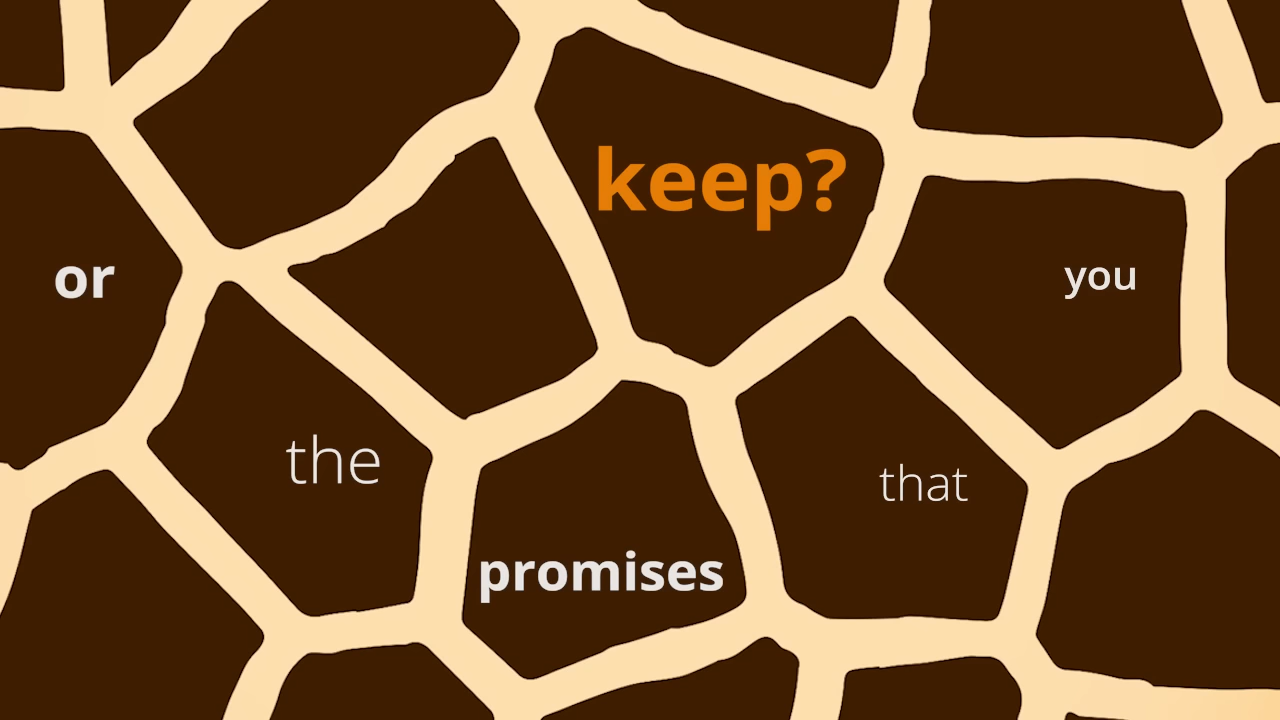 or
the
promises
that
you
keep?